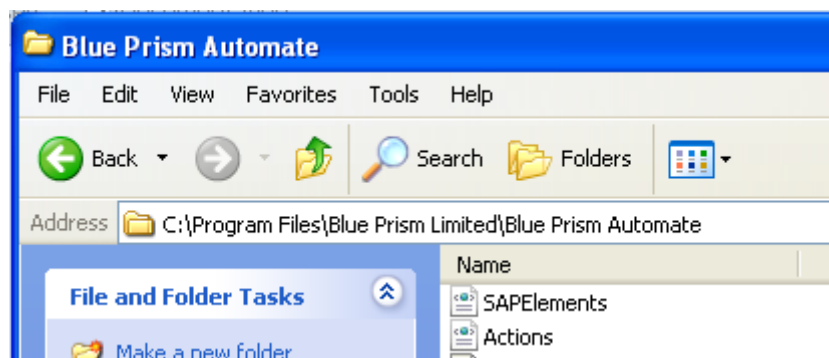 Blue Prism Automate
File Edit View Favorites Tools Help
Back Search Folders
Address C:\Program Files\Blue Prism Limited\Blue Prism Automate
Name
File and Folder Tasks
SAPElements
Actions
Make a new folder